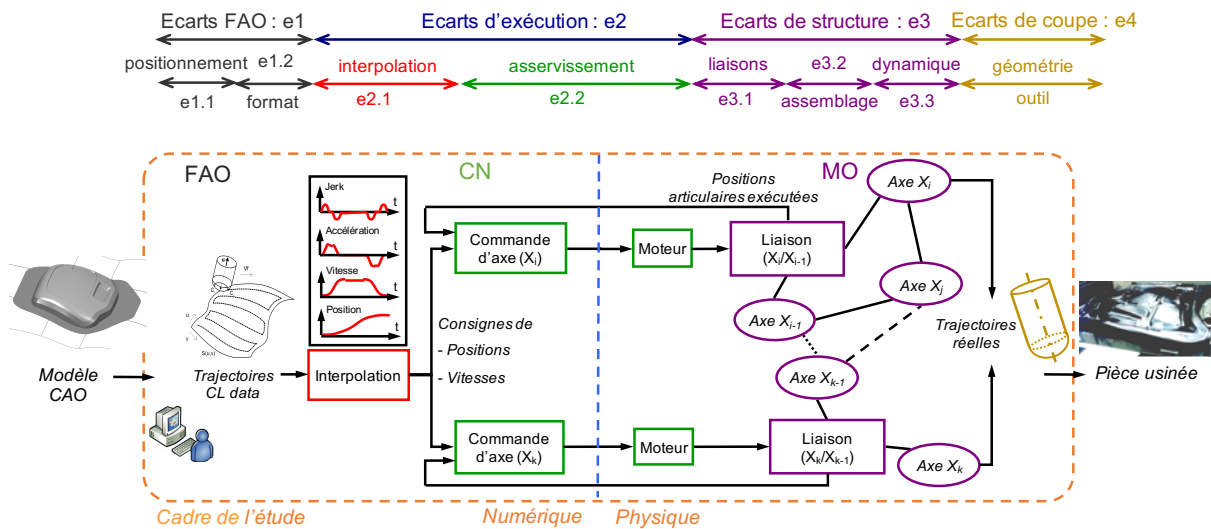 Ecarts FAO : e1
Ecarts d'exécution : e2
Ecarts de structure : e3
Ecarts de coupe : e4
positionnement
e1.2
interpolation
asservissement
liaisons
e3.2
dynamique
géométrie
e1.1
format
e2.1
e2.2
e3.1
assemblage
e3.3
outil
FAO
CN
MO
Jerk
t
Accélération
t
Vitesse
t
Position
t
Interpolation
Modèle
CAO
Trajectoires
CL data
S(u,v)
Consignes de
- Positions
- Vitesses
Commande
d'axe (Xi)
Moteur
Positions
articulaires exécutées
Liaison
(Xi/Xi-1)
Axe Xi
Axe Xj
Axe Xi-1
Axe Xk-1
Trajectoires
réelles
Commande
d'axe (Xk)
Moteur
Liaison
(Xk/Xk-1)
Axe Xk
Pièce usinée
Cadre de l'étude
Numérique
Physique